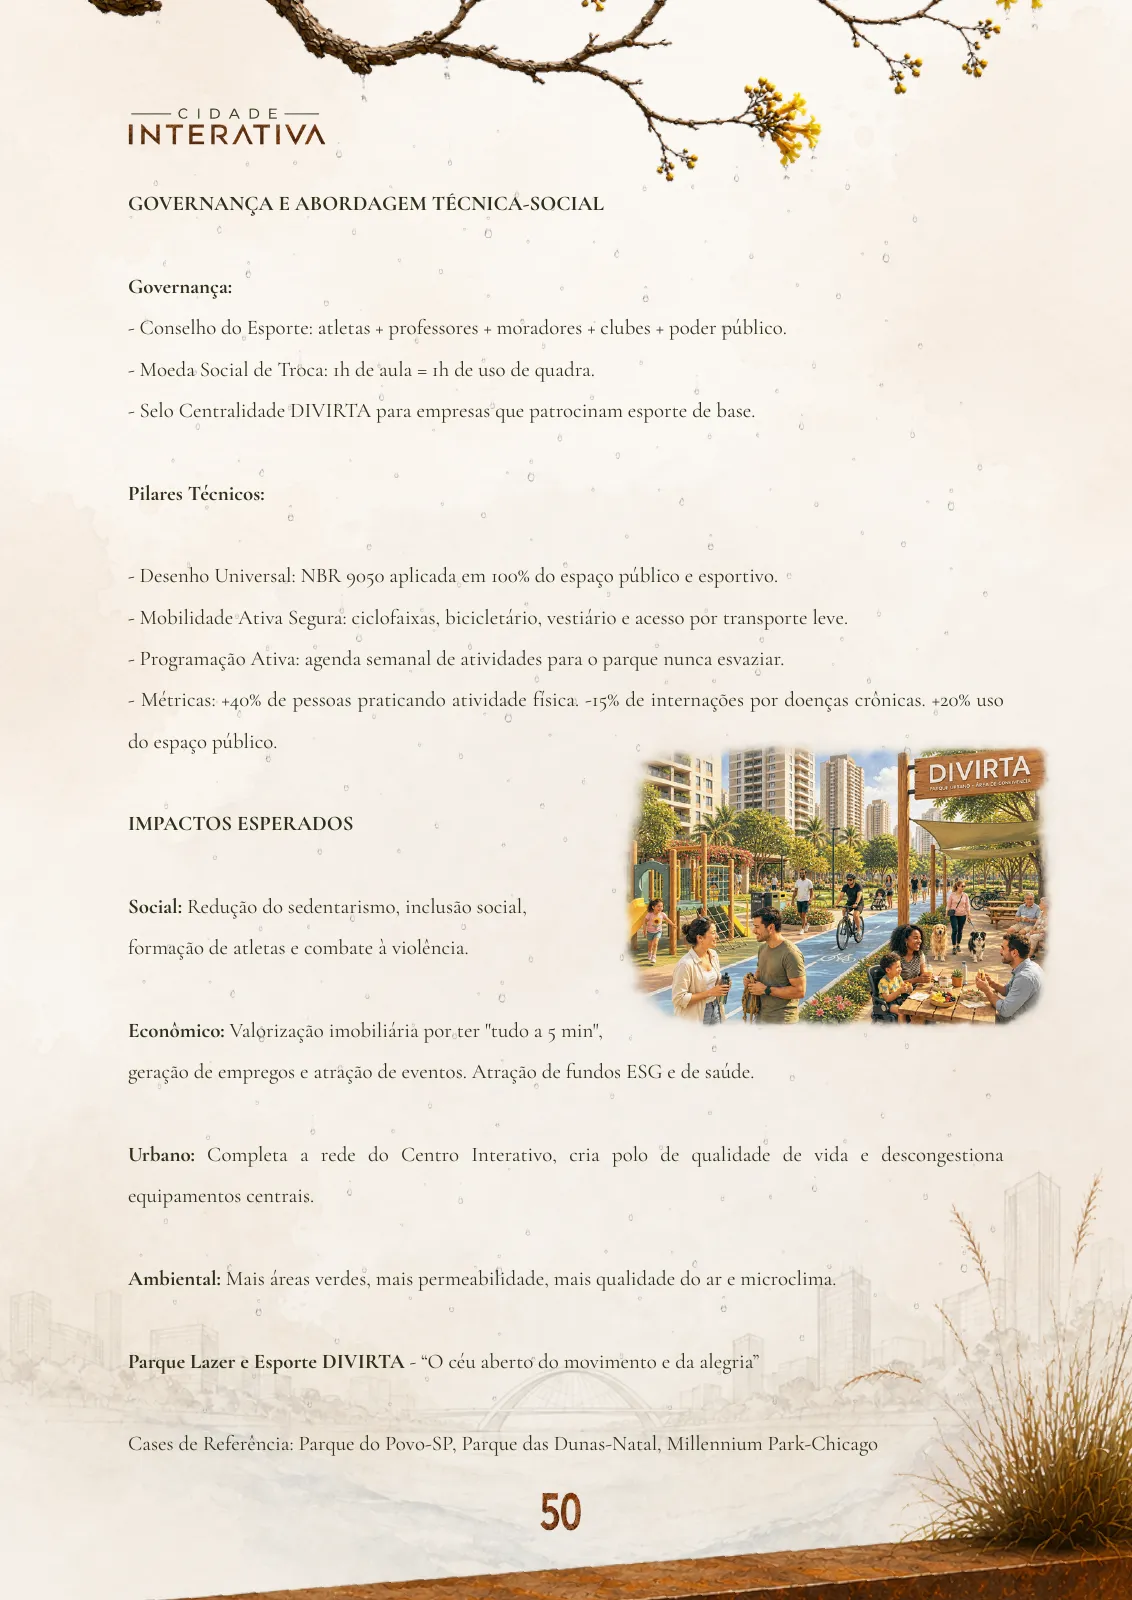 CIDADE
INTERATIVA
GOVERNANÇA E ABORDAGEM TÉCNICA-SOCIAL
Governança:
- Conselho do Esporte: atletas + professores + moradores + clubes + poder público.
- Moeda Social de Troca: 1h de aula = 1h de uso de quadra.
- Selo Centralidade DIVIRTA para empresas que patrocinam esporte de base.
Pilares Técnicos:
- Desenho Universal: NBR 9050 aplicada em 100% do espaço público e esportivo.
- Mobilidade Ativa Segura: ciclofaixas, bicicletário, vestiário e acesso por transporte leve.
- Programação Ativa: agenda semanal de atividades para o parque nunca esvaziar.
- Métricas: +40% de pessoas praticando atividade física. -15% de internações por doenças crônicas. +20% uso
do espaço público.
DIVIRTA
PARQUE URBANO • ÁREA DE CONVIVÊNCIA
IMPACTOS ESPERADOS
Social: Redução do sedentarismo, inclusão social,
formação de atletas e combate à violência.
Econômico: Valorização imobiliária por ter "tudo a 5 min",
geração de empregos e atração de eventos. Atração de fundos ESG e de saúde.
Urbano: Completa a rede do Centro Interativo, cria polo de qualidade de vida e descongestiona
equipamentos centrais.
Ambiental: Mais áreas verdes, mais permeabilidade, mais qualidade do ar e microclima.
Parque Lazer e Esporte DIVIRTA - “O céu aberto do movimento e da alegria”
Cases de Referência: Parque do Povo-SP, Parque das Dunas-Natal, Millennium Park-Chicago
50